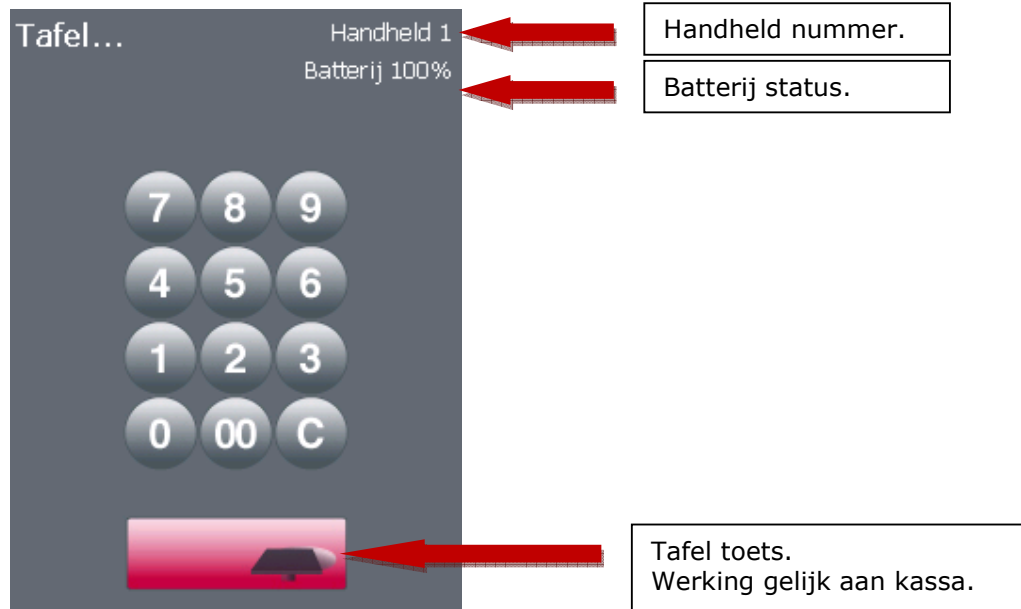 Tafel...
Handheld 1
Handheld nummer.
Batterij 100%
Batterij status.
7 8 9
4 5 6
1 2 3
0 00 C
Tafel toets.
Werking gelijk aan kassa.